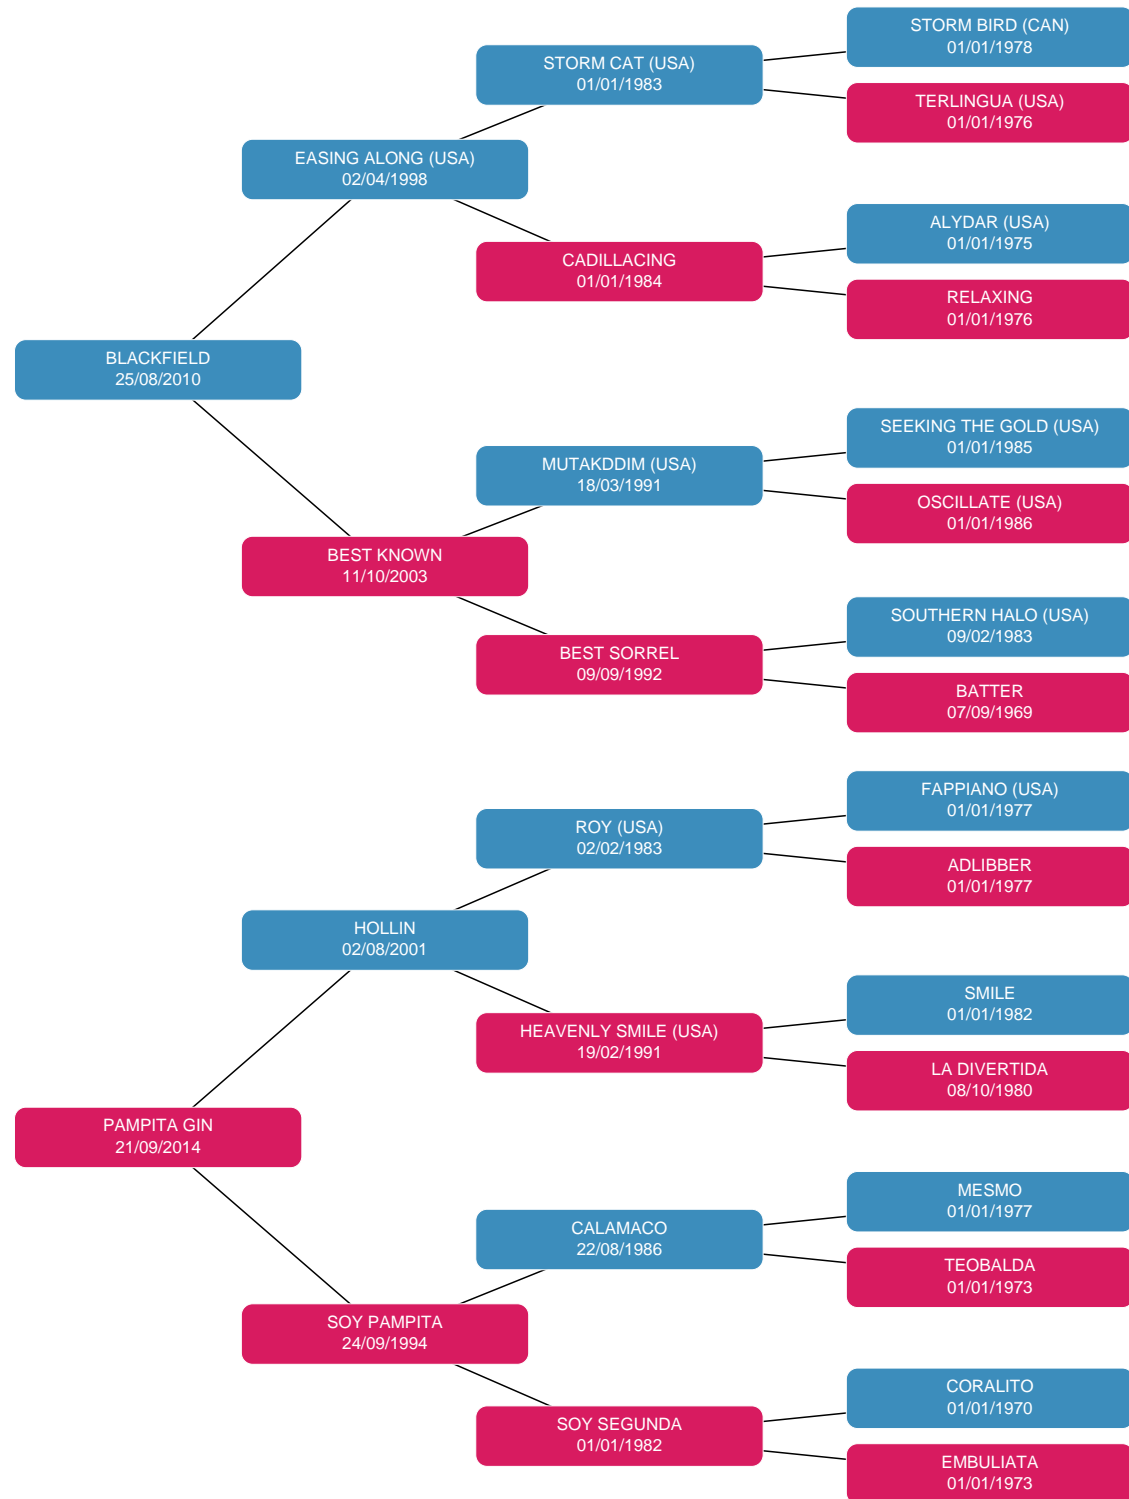 STORM BIRD (CAN)
01/01/1978
STORM CAT (USA)
01/01/1983
TERLINGUA (USA)
01/01/1976
EASING ALONG (USA)
02/04/1998
ALYDAR (USA)
01/01/1975
CADILLACING
01/01/1984
RELAXING
01/01/1976
BLACKFIELD
25/08/2010
SEEKING THE GOLD (USA)
01/01/1985
MUTAKDDIM (USA)
18/03/1991
OSCILLATE (USA)
01/01/1986
BEST KNOWN
11/10/2003
SOUTHERN HALO (USA)
09/02/1983
BEST SORREL
09/09/1992
BATTER
07/09/1969
FAPPIANO (USA)
01/01/1977
ROY (USA)
02/02/1983
ADLIBBER
01/01/1977
HOLLIN
02/08/2001
SMILE
01/01/1982
HEAVENLY SMILE (USA)
19/02/1991
LA DIVERTIDA
08/10/1980
PAMPITA GIN
21/09/2014
MESMO
01/01/1977
CALAMACO
22/08/1986
TEOBALDA
01/01/1973
SOY PAMPITA
24/09/1994
CORALITO
01/01/1970
SOY SEGUNDA
01/01/1982
EMBULIATA
01/01/1973